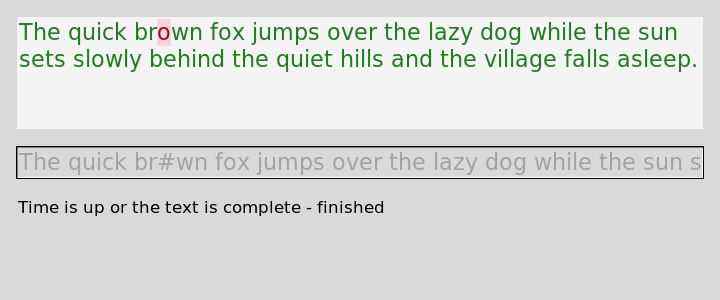 The quick brown fox jumps over the lazy dog while the sun
sets slowly behind the quiet hills and the village falls asleep.
The quick br#wn fox jumps over the lazy dog while the sun s
Time is up or the text is complete - finished